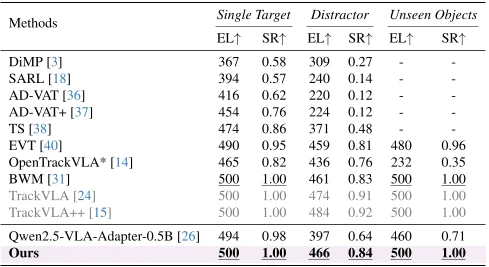 Methods Single Target Distractor Unseen Objects
EL↑ SR↑ EL↑ SR↑ EL↑ SR↑
DiMP [3] 367 0.58 309 0.27 - -
SARL [18] 394 0.57 240 0.14 - -
AD-VAT [36] 416 0.62 220 0.12 - -
AD-VAT+ [37] 454 0.76 224 0.12 - -
TS [38] 474 0.86 371 0.48 - -
EVT [40] 490 0.95 459 0.81 480 0.96
OpenTrackVLA* [14] 465 0.82 436 0.76 232 0.35
BWM [31] 500 1.00 461 0.83 500 1.00
TrackVLA [24] 500 1.00 474 0.91 500 1.00
TrackVLA++ [15] 500 1.00 484 0.92 500 1.00
Qwen2.5-VLA-Adapter-0.5B [26] 494 0.98 397 0.64 460 0.71
Ours 500 1.00 466 0.84 500 1.00